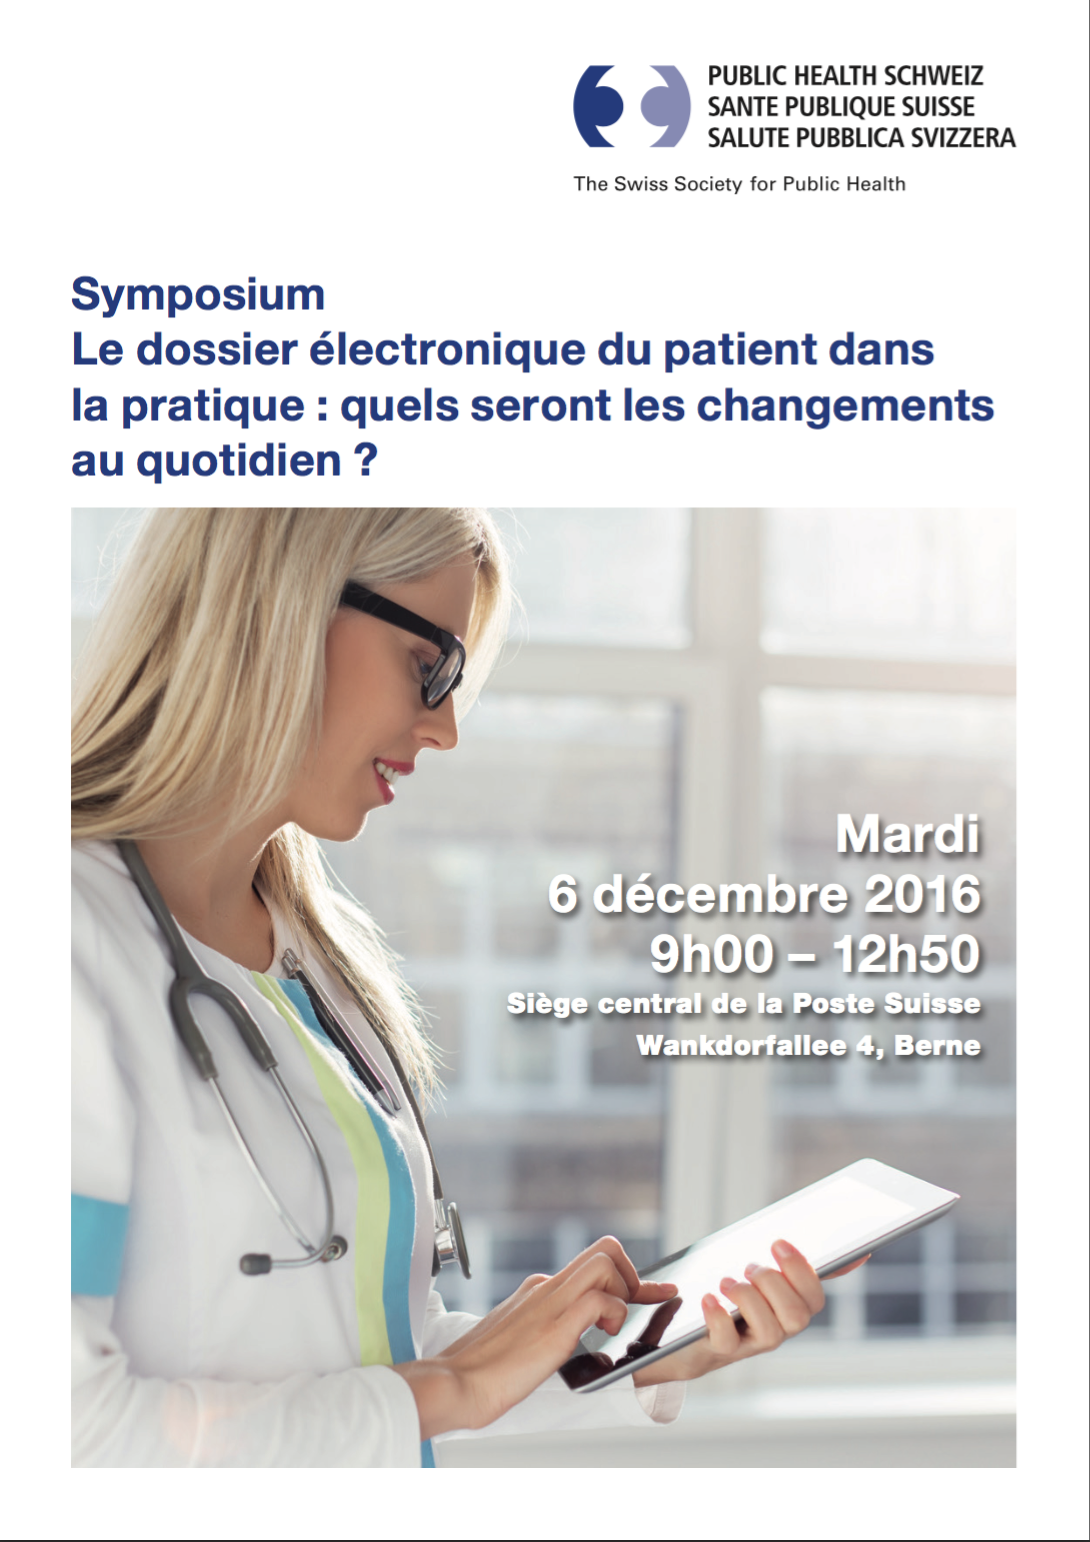 PUBLIC HEALTH SCHWEIZ
SANTE PUBLIQUE SUISSE
SALUTE PUBBLICA SVIZZERA
The Swiss Society for Public Health
Symposium
Le dossier électronique du patient dans
la pratique : quels seront les changements
au quotidien ?
Mardi
6 décembre 2016
9h00 – 12h50
Siège central de la Poste Suisse
Wankdorfallee 4, Berne